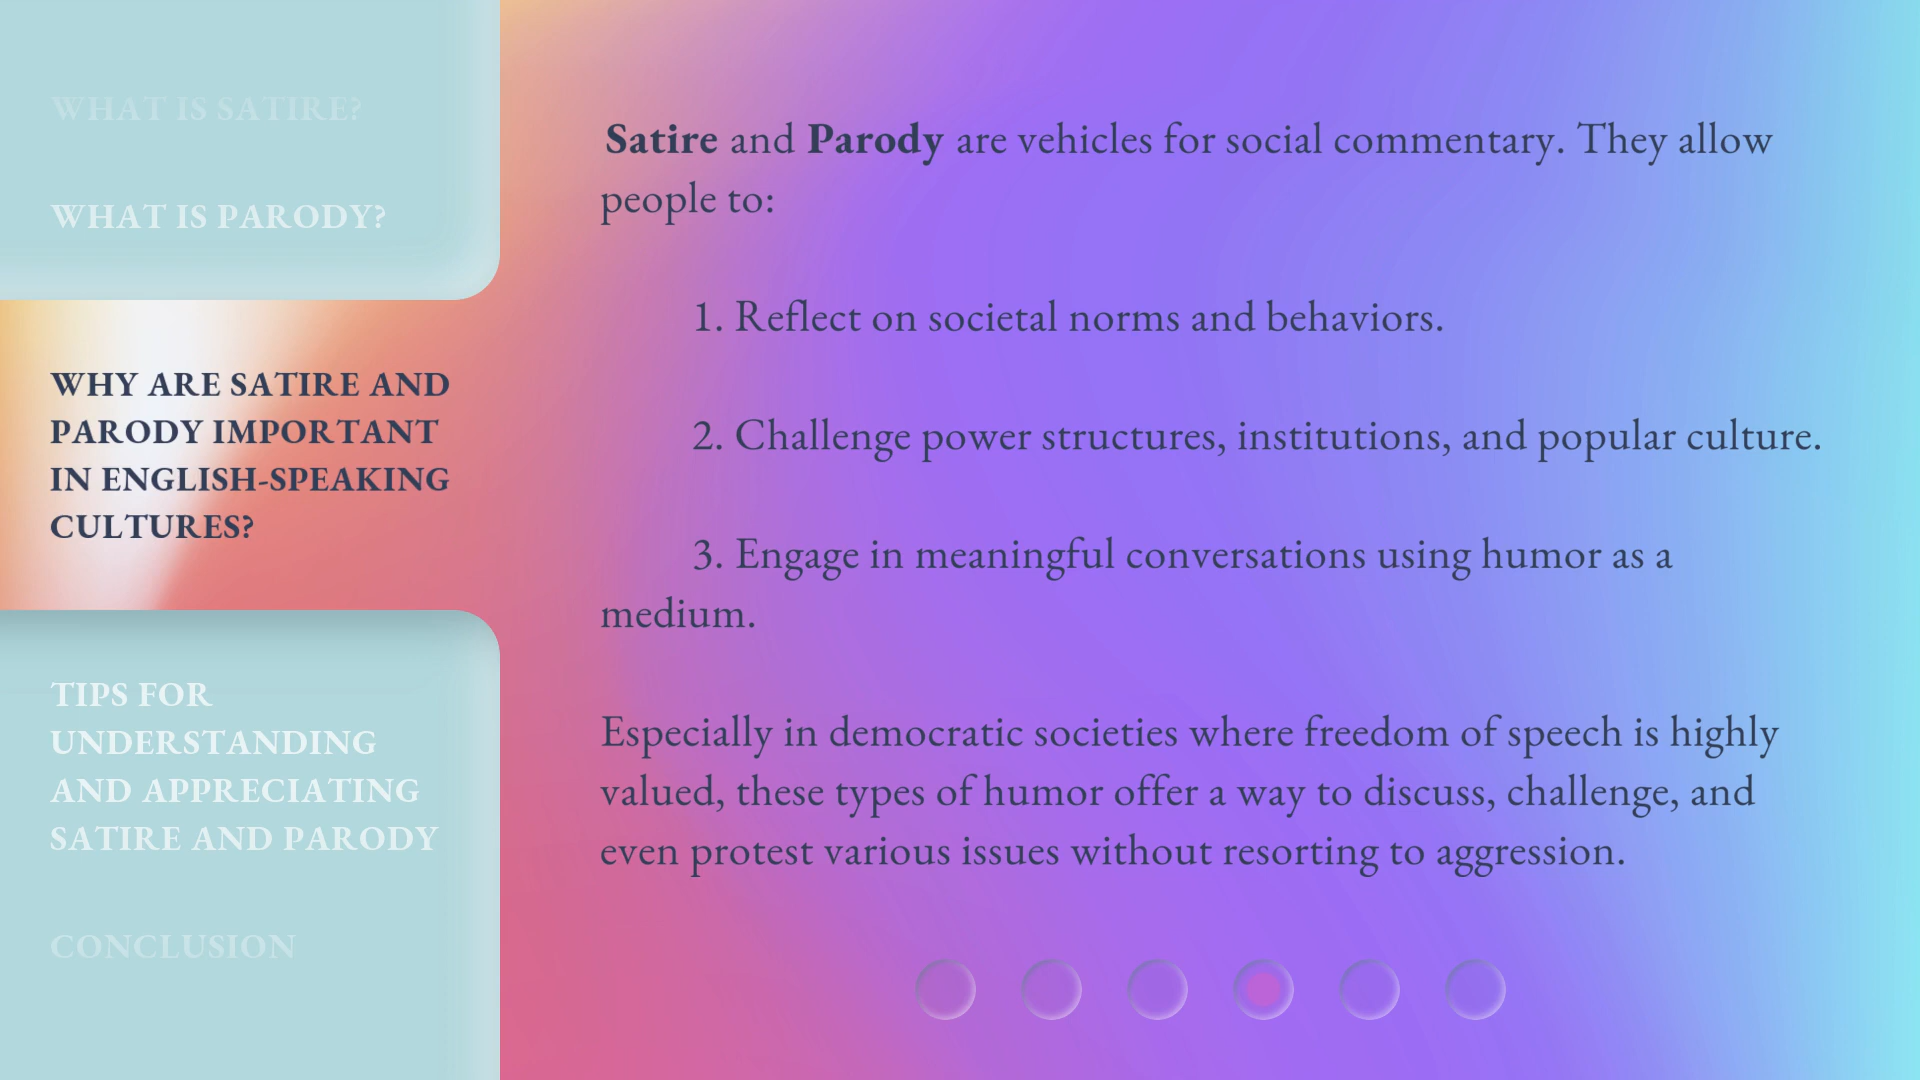 WHAT IS SATIRE?
WHAT IS PARODY?
WHY ARE SATIRE AND
PARODY IMPORTANT
IN ENGLISH-SPEAKING
CULTURES?
TIPS FOR
UNDERSTANDING
AND APPRECIATING
SATIRE AND PARODY
CONCLUSION
Satire and Parody are vehicles for social commentary. They allow
people to:
1. Reflect on societal norms and behaviors.
2. Challenge power structures, institutions, and popular culture.
3. Engage in meaningful conversations using humor as a
medium.
Especially in democratic societies where freedom of speech is highly
valued, these types of humor offer a way to discuss, challenge, and
even protest various issues without resorting to aggression.